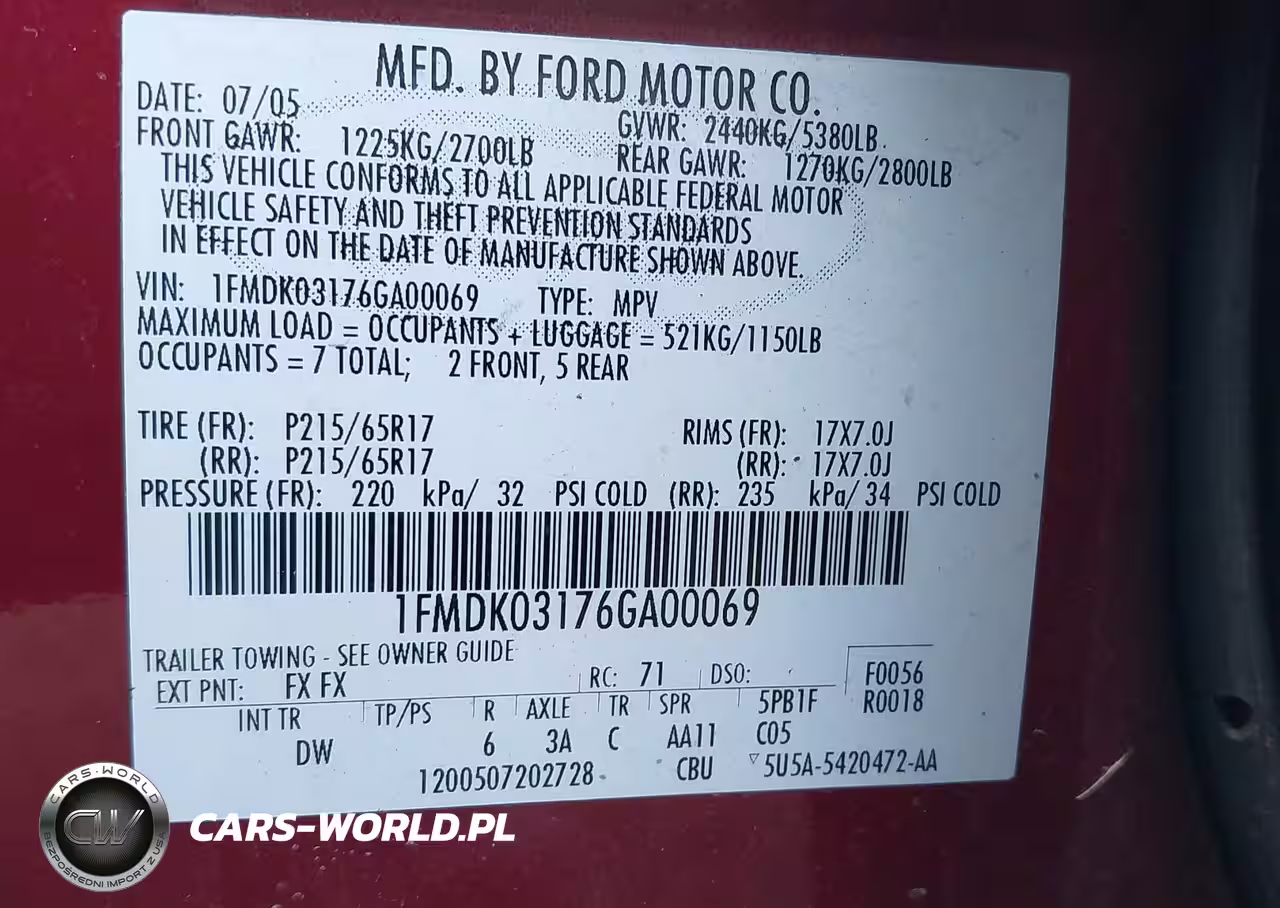 MFD. BY FORD MOTOR CO.
DATE: 07/05 GVWR: 2440KG/5380LB.
FRONT GAWR: 1225KG/2700LB REAR GAWR: 1270KG/2800LB
THIS VEHICLE CONFORMS TO ALL APPLICABLE FEDERAL MOTOR
VEHICLE SAFETY AND THEFT PREVENTION STANDARDS
IN EFFECT ON THE DATE OF MANUFACTURE SHOWN ABOVE.
VIN: 1FMDK03176GA00069 TYPE: MPV
MAXIMUM LOAD = OCCUPANTS + LUGGAGE = 521KG/1150LB
OCCUPANTS = 7 TOTAL; 2 FRONT, 5 REAR
TIRE (FR): P215/65R17 RIMS (FR): 17X7.0J
(RR): P215/65R17 (RR): 17X7.0J
PRESSURE (FR): 220 kPa/ 32 PSI COLD (RR): 235 kPa/ 34 PSI COLD
1FMDK03176GA00069
TRAILER TOWING - SEE OWNER GUIDE
EXT PNT: FX FX RC: 71 DSO: F0056
INT TR TP/PS R AXLE TR SPR 5PB1F R0018
DW 6 3A C AA11 C05
1200507202728 CBU ▽5U5A-5420472-AA
CARS-WORLD
CW
BEZPOŚREDNI IMPORT Z USA
CARS-WORLD.PL